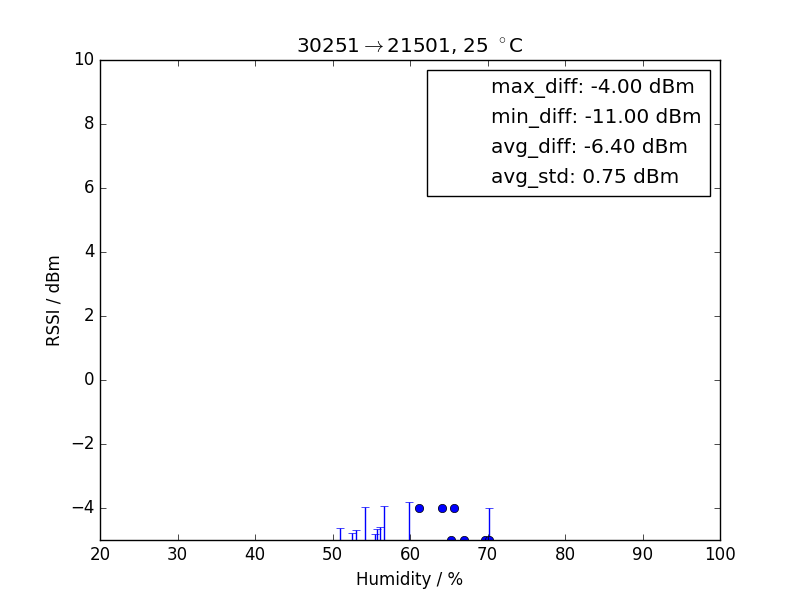 30251→21501, 25 °C
max_diff: -4.00 dBm
min_diff: -11.00 dBm
avg_diff: -6.40 dBm
avg_std: 0.75 dBm
RSSI / dBm
10
8
6
4
2
0
−2
−4
20 30 40 50 60 70 80 90 100
Humidity / %